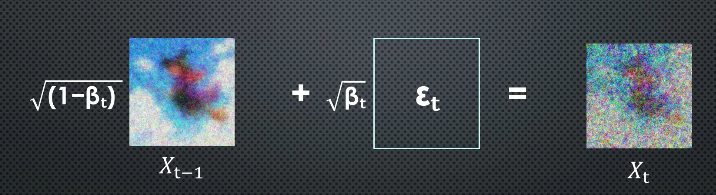 √(1−βₜ) + √βₜ εₜ =
Xₜ₋₁ Xₜ